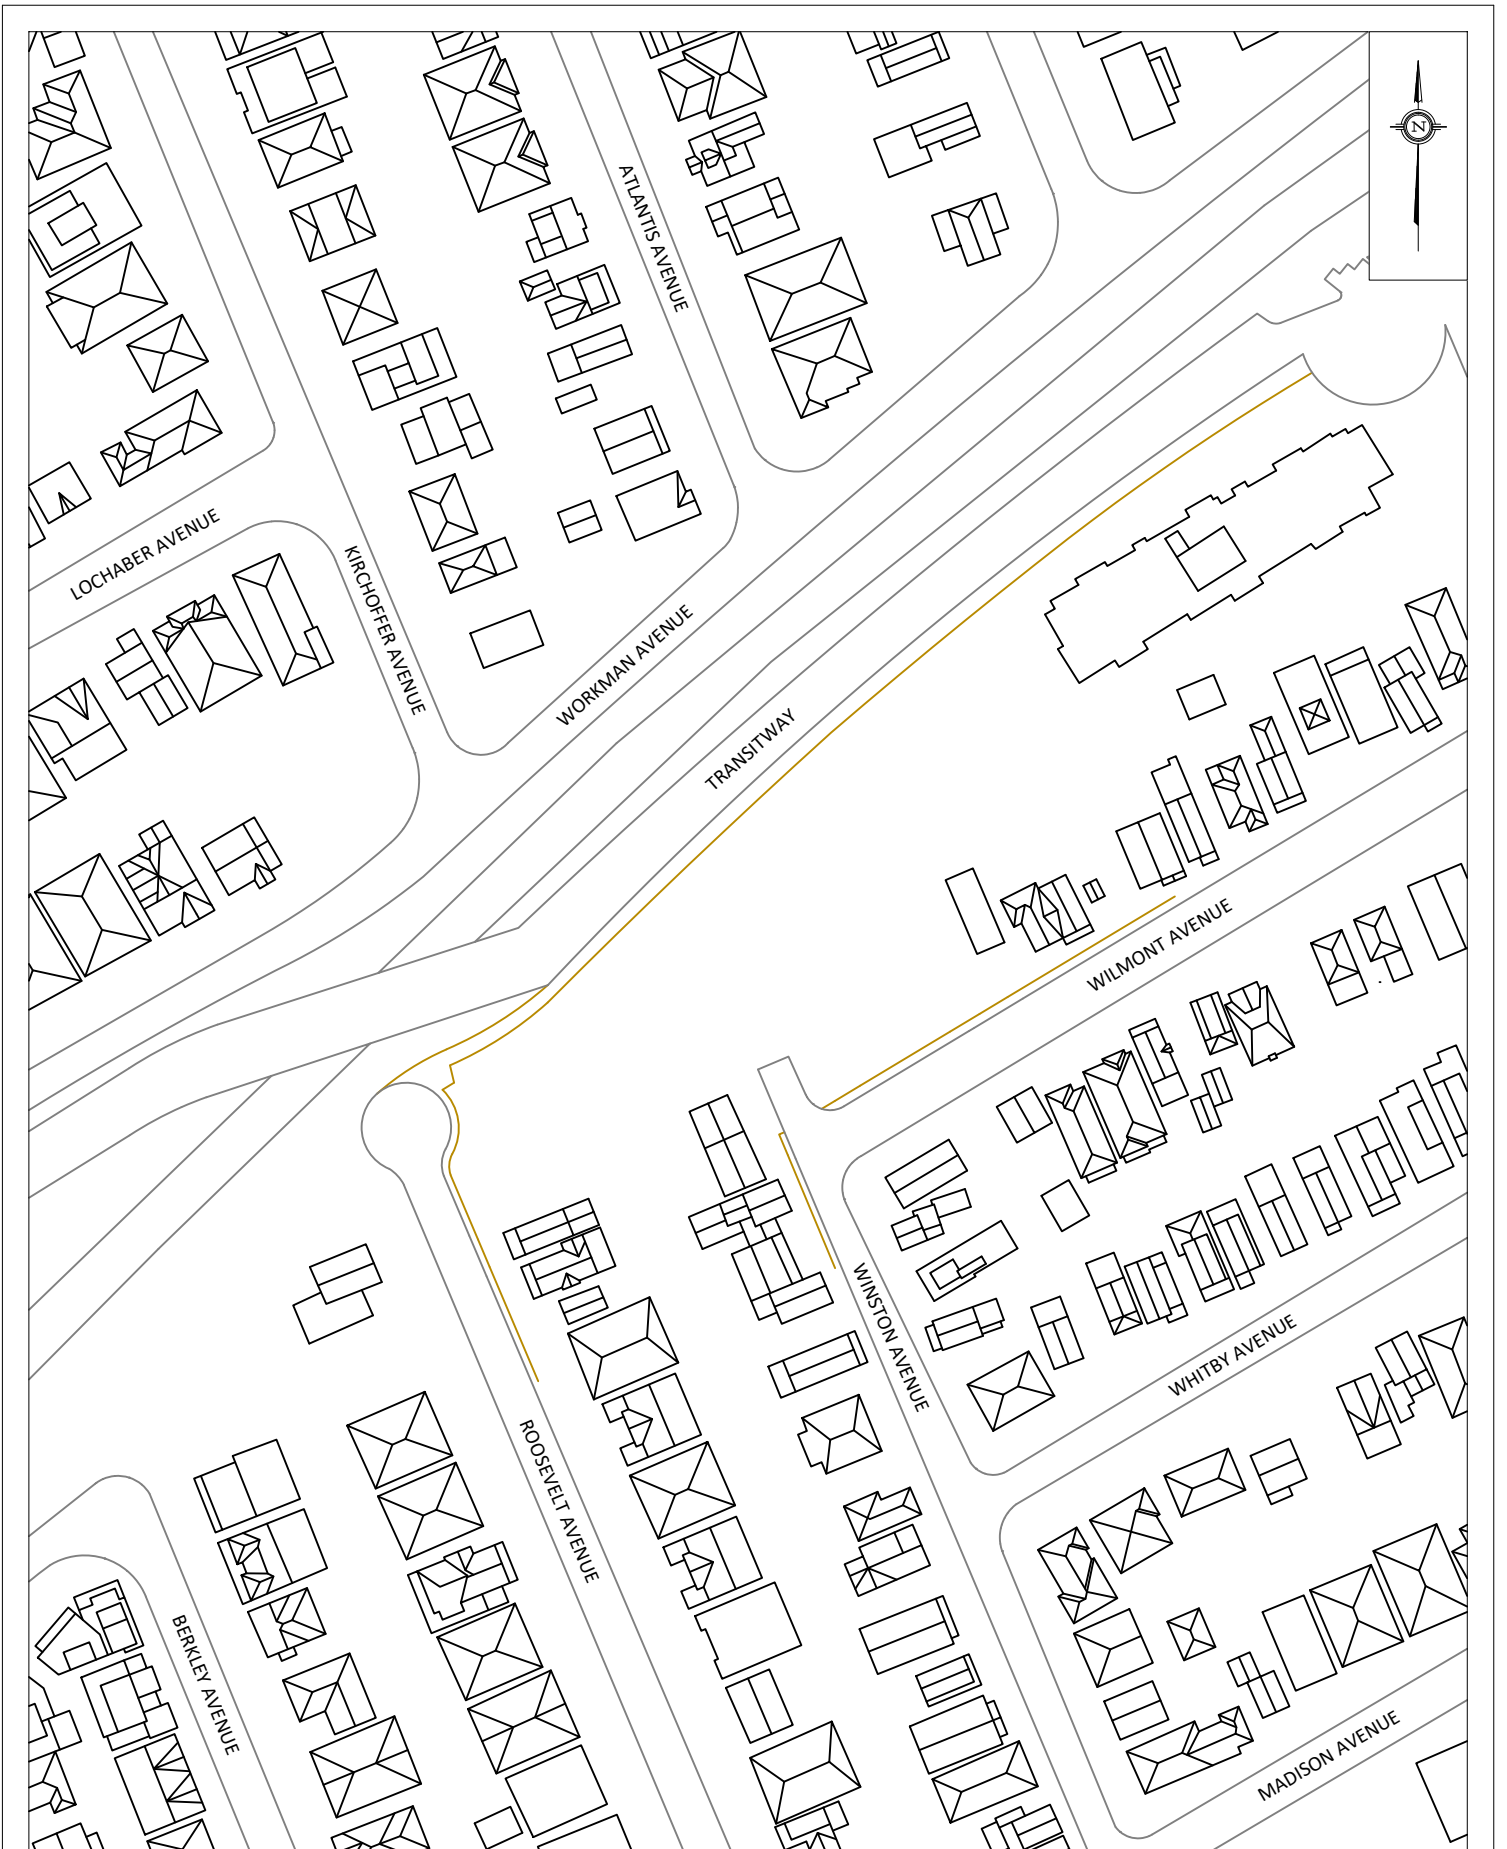 N
ATLANTIS AVENUE
LOCHABER AVENUE
KIRCHOFFER AVENUE
WORKMAN AVENUE
TRANSITWAY
WILMONT AVENUE
WINSTON AVENUE
WHITBY AVENUE
ROOSEVELT AVENUE
BERKLEY AVENUE
MADISON AVENUE